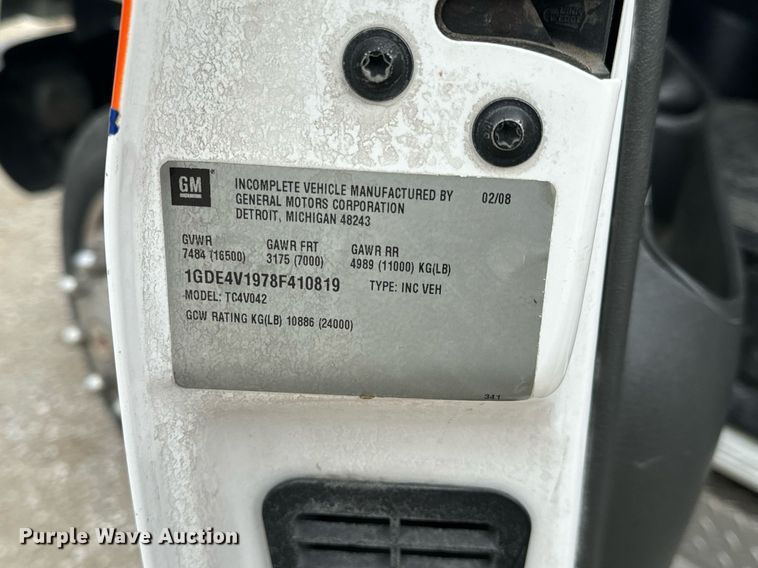 GM
INCOMPLETE VEHICLE MANUFACTURED BY 02/08
GENERAL MOTORS CORPORATION
DETROIT, MICHIGAN 48243
GVWR GAWR FRT GAWR RR
7484 (16500) 3175 (7000) 4989 (11000) KG(LB)
1GDE4V1978F410819 TYPE: INC VEH
MODEL: TC4V042
GCW RATING KG(LB) 10886 (24000)
341
Purple Wave Auction